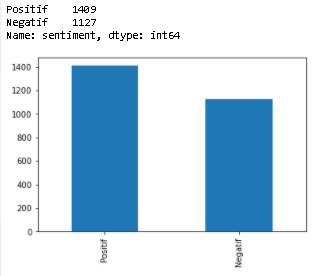 Positif    1409
Negatif    1127
Name: sentiment, dtype: int64
1400
1200
1000
800
600
400
200
0
Positif
Negatif